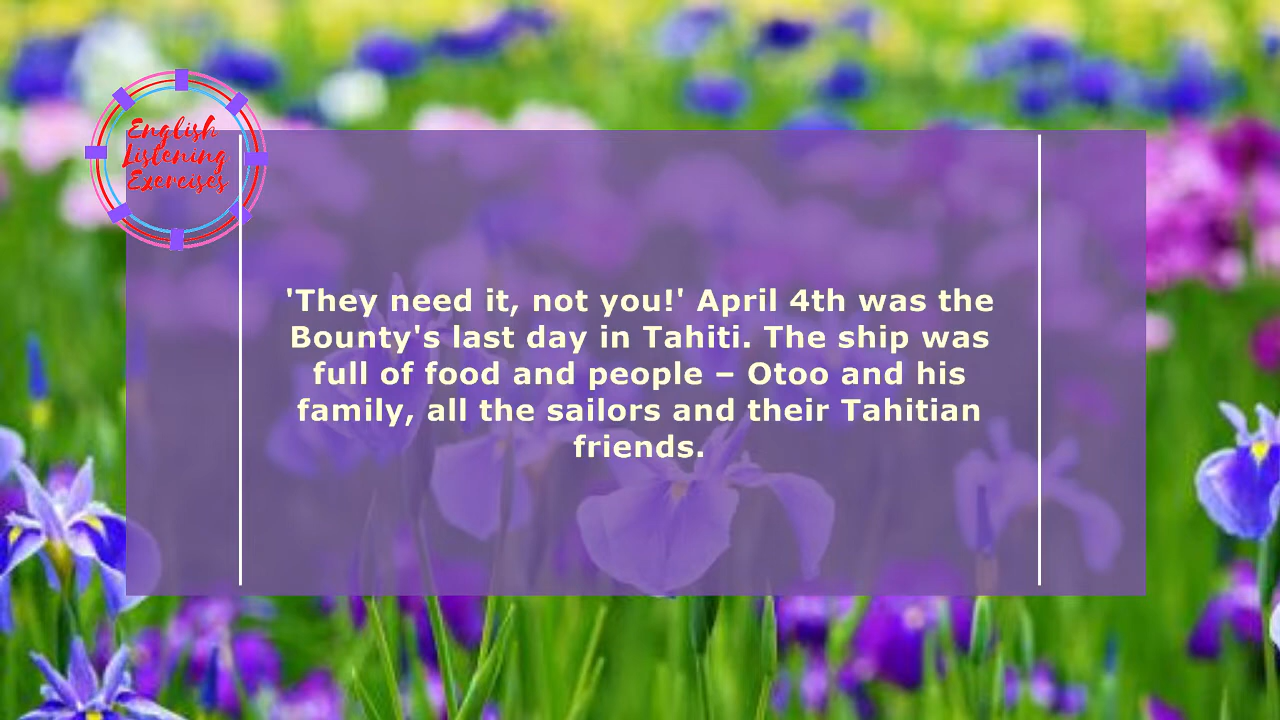 English
Listening
Exercises
'They need it, not you!' April 4th was the
Bounty's last day in Tahiti. The ship was
full of food and people – Otoo and his
family, all the sailors and their Tahitian
friends.